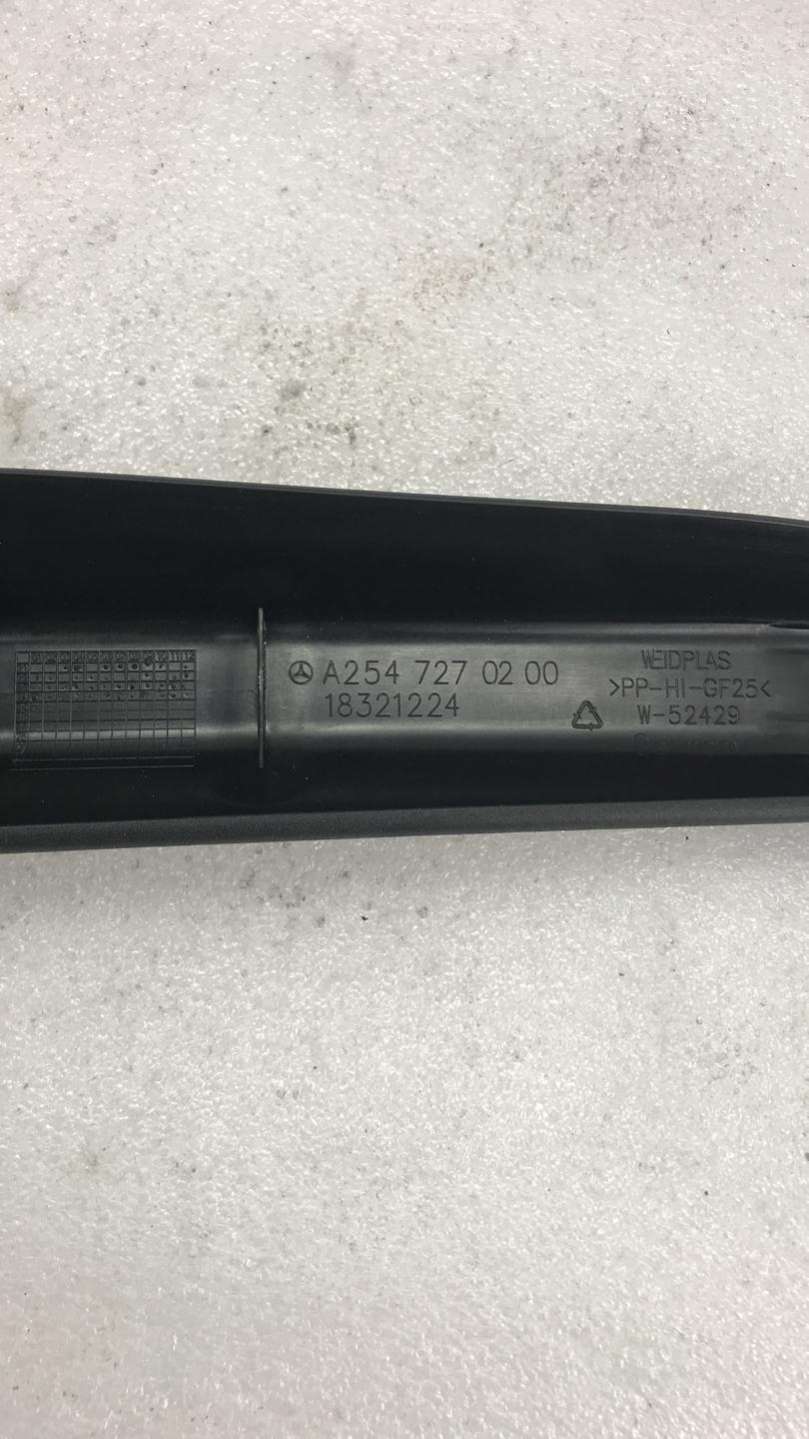 A254 727 02 00
18321224
WEIDPLAS
>PP-HI-GF25<
W-52429